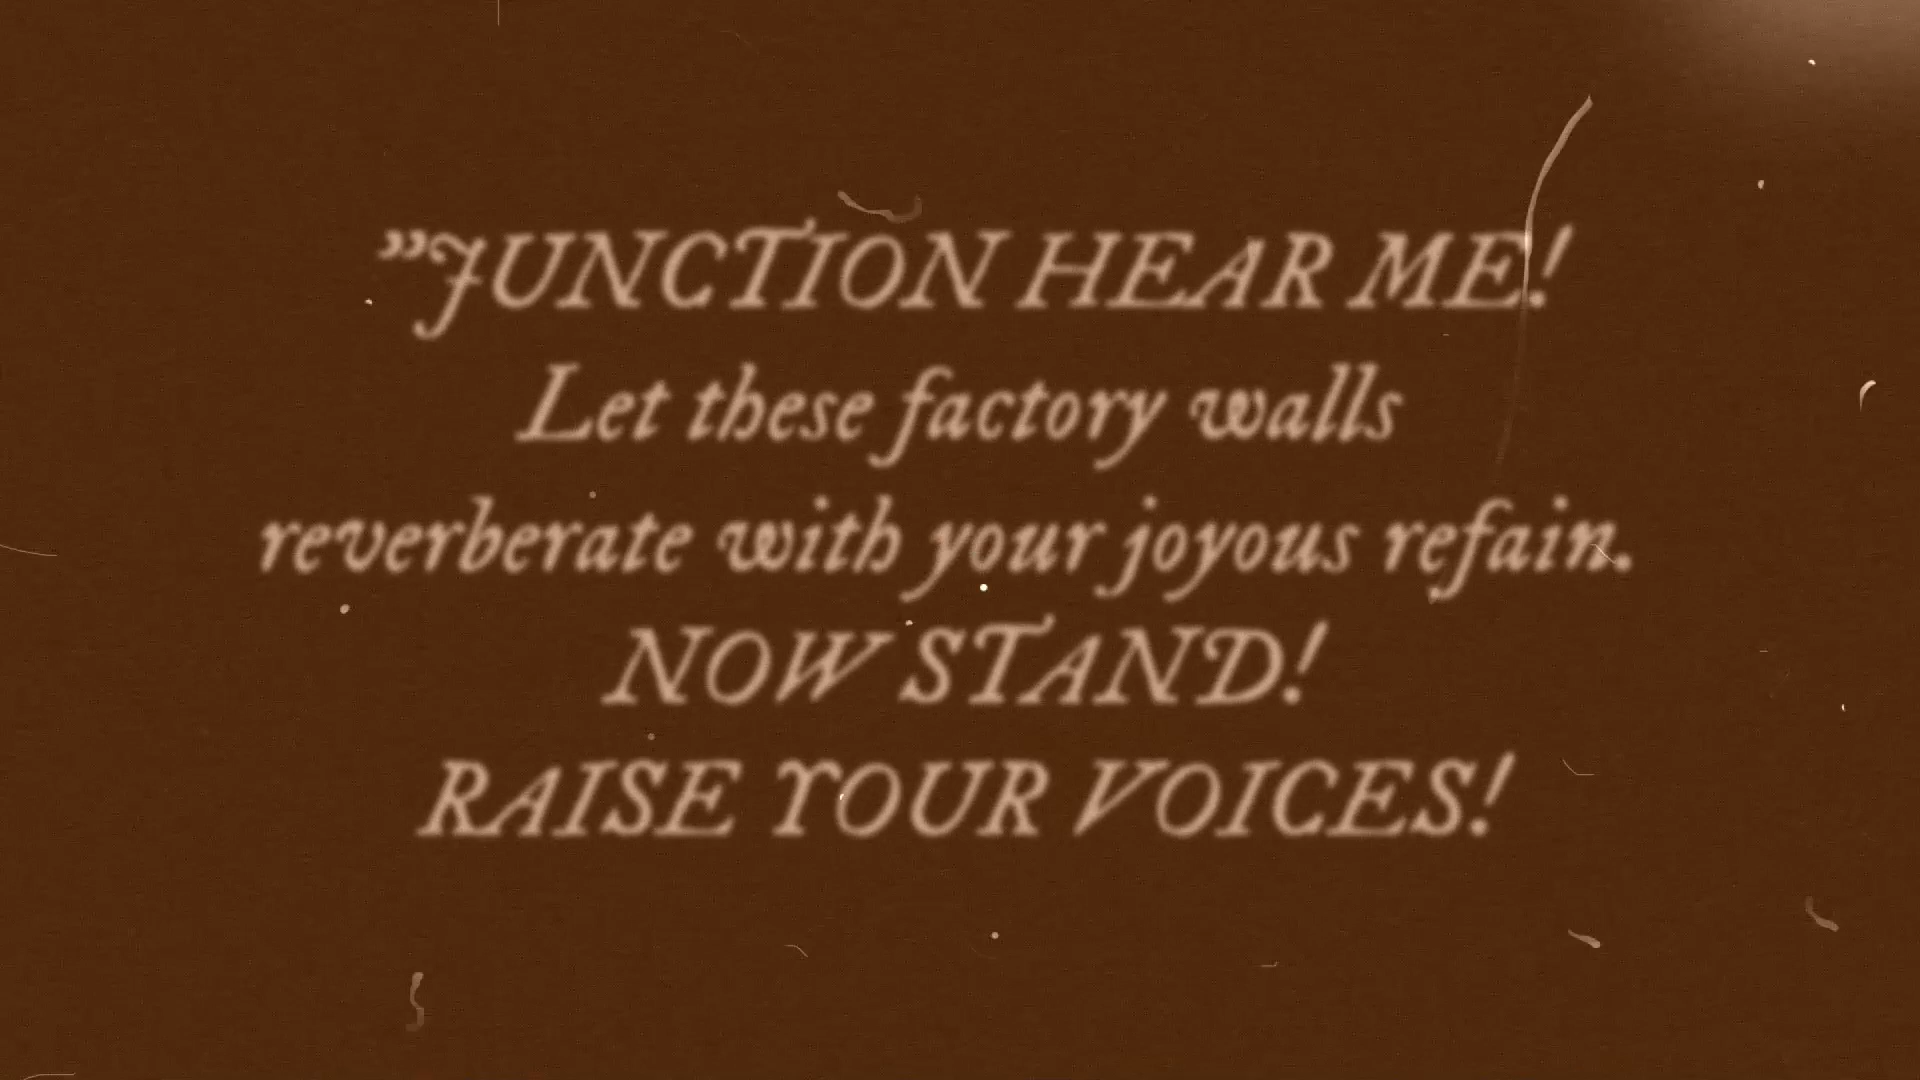 ”JUNCTION HEAR ME!
Let these factory walls
reverberate with your joyous refain.
NOW STAND!
RAISE YOUR VOICES!